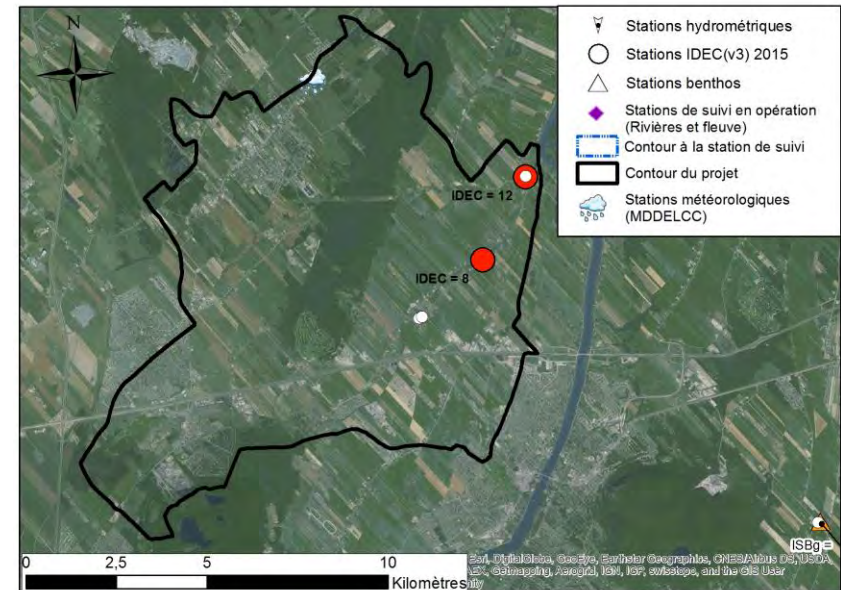 N
Stations hydrométriques
Stations IDEC(v3) 2015
Stations benthos
Stations de suivi en opération
(Rivières et fleuve)
Contour à la station de suivi
Contour du projet
Stations météorologiques
(MDDELCC)
IDEC = 12
IDEC = 8
ISBg =
0 2,5 5 10
Kilomètres
Esri, DigitalGlobe, GeoEye, Earthstar Geographics, CNES/Airbus DS, USDA,
AEX, Getmapping, Aerogrid, IGN, IGP, swisstopo, and the GIS User